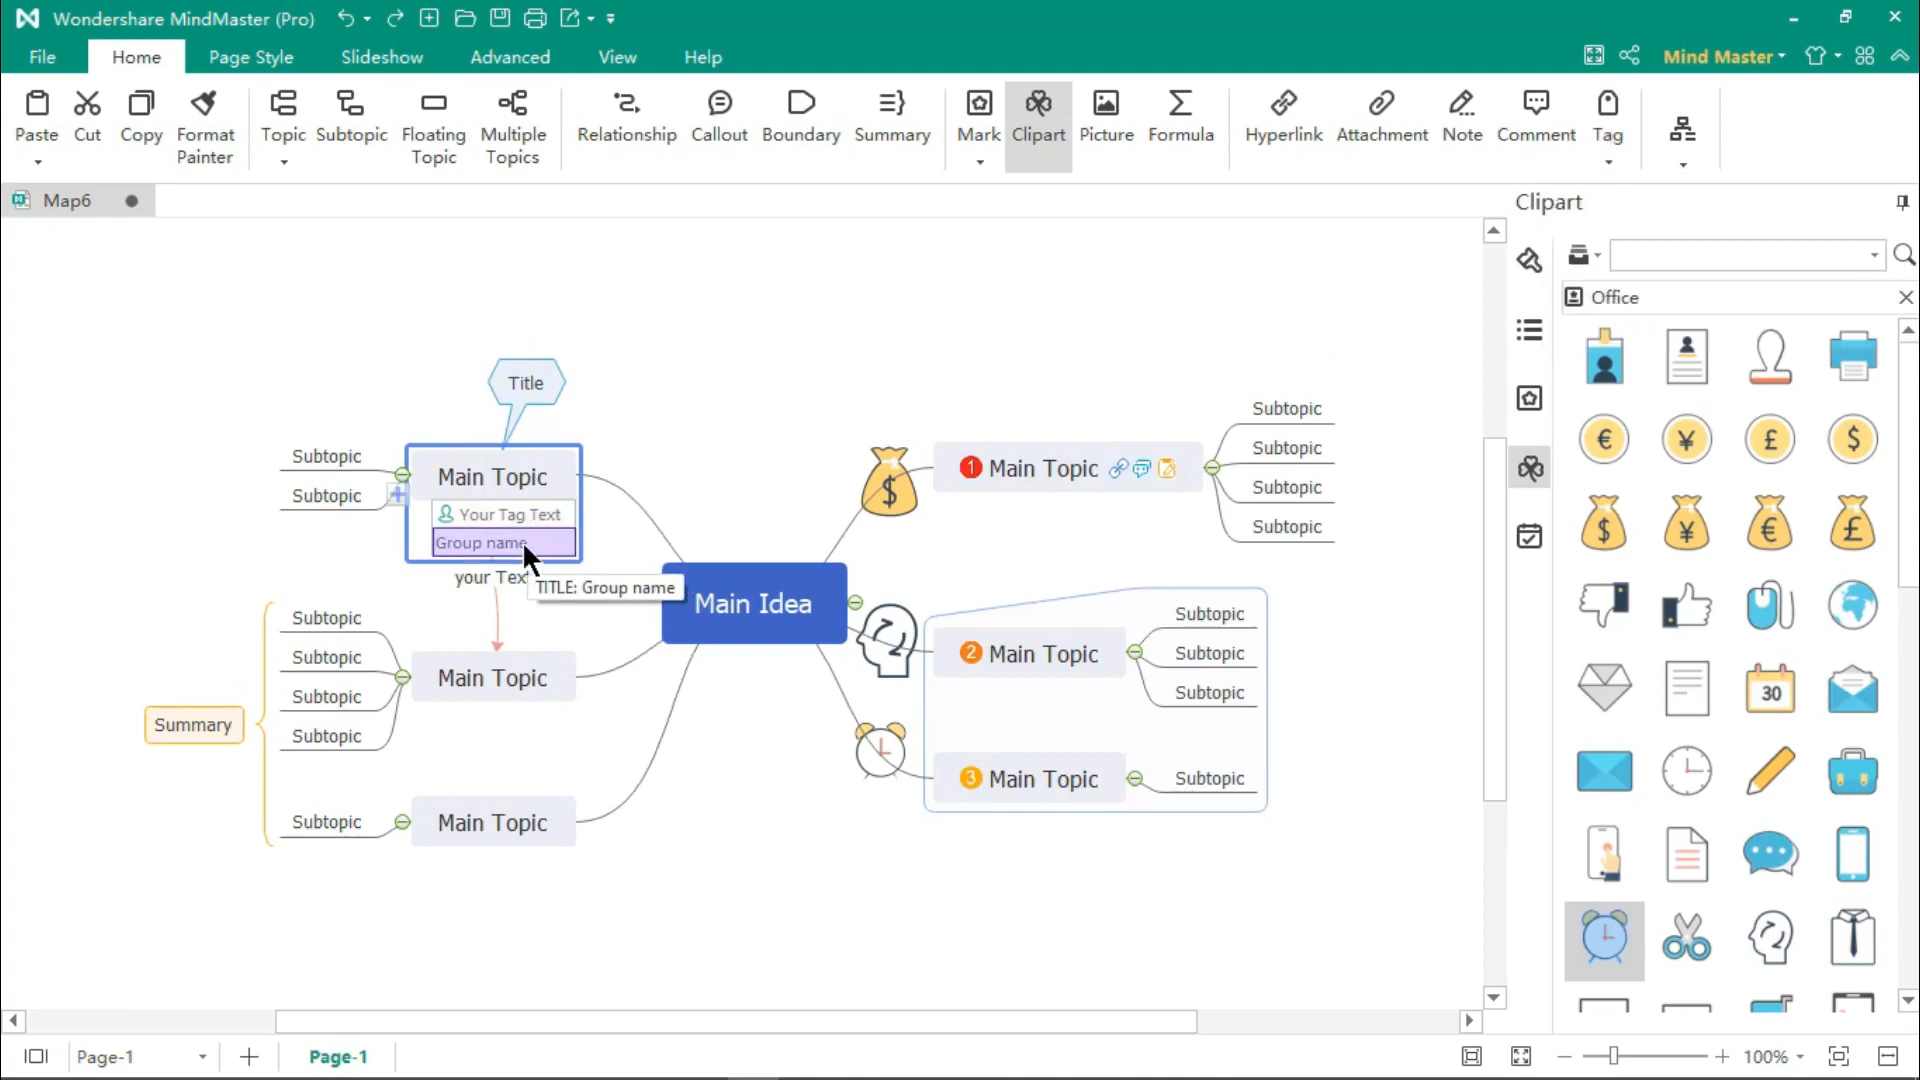 Wondershare MindMaster (Pro)
File Home Page Style Slideshow Advanced View Help
Mind Master
Paste Cut Copy Format Painter
Topic Subtopic Floating Topic Multiple Topics
Relationship Callout Boundary Summary
Mark Clipart Picture Formula
Hyperlink Attachment Note Comment Tag
Map6
Clipart
Office
Title
Subtopic
Subtopic
Main Topic
Your Tag Text
Group name
your Tex
TITLE: Group name
Main Idea
Subtopic
Subtopic
Subtopic
Subtopic
Main Topic
Summary
Subtopic
Main Topic
$
1 Main Topic
Subtopic
Subtopic
Subtopic
Subtopic
2 Main Topic
Subtopic
Subtopic
Subtopic
3 Main Topic
Subtopic
€ ¥ £ $
$ ¥ € £
30
Page-1
Page-1
100%